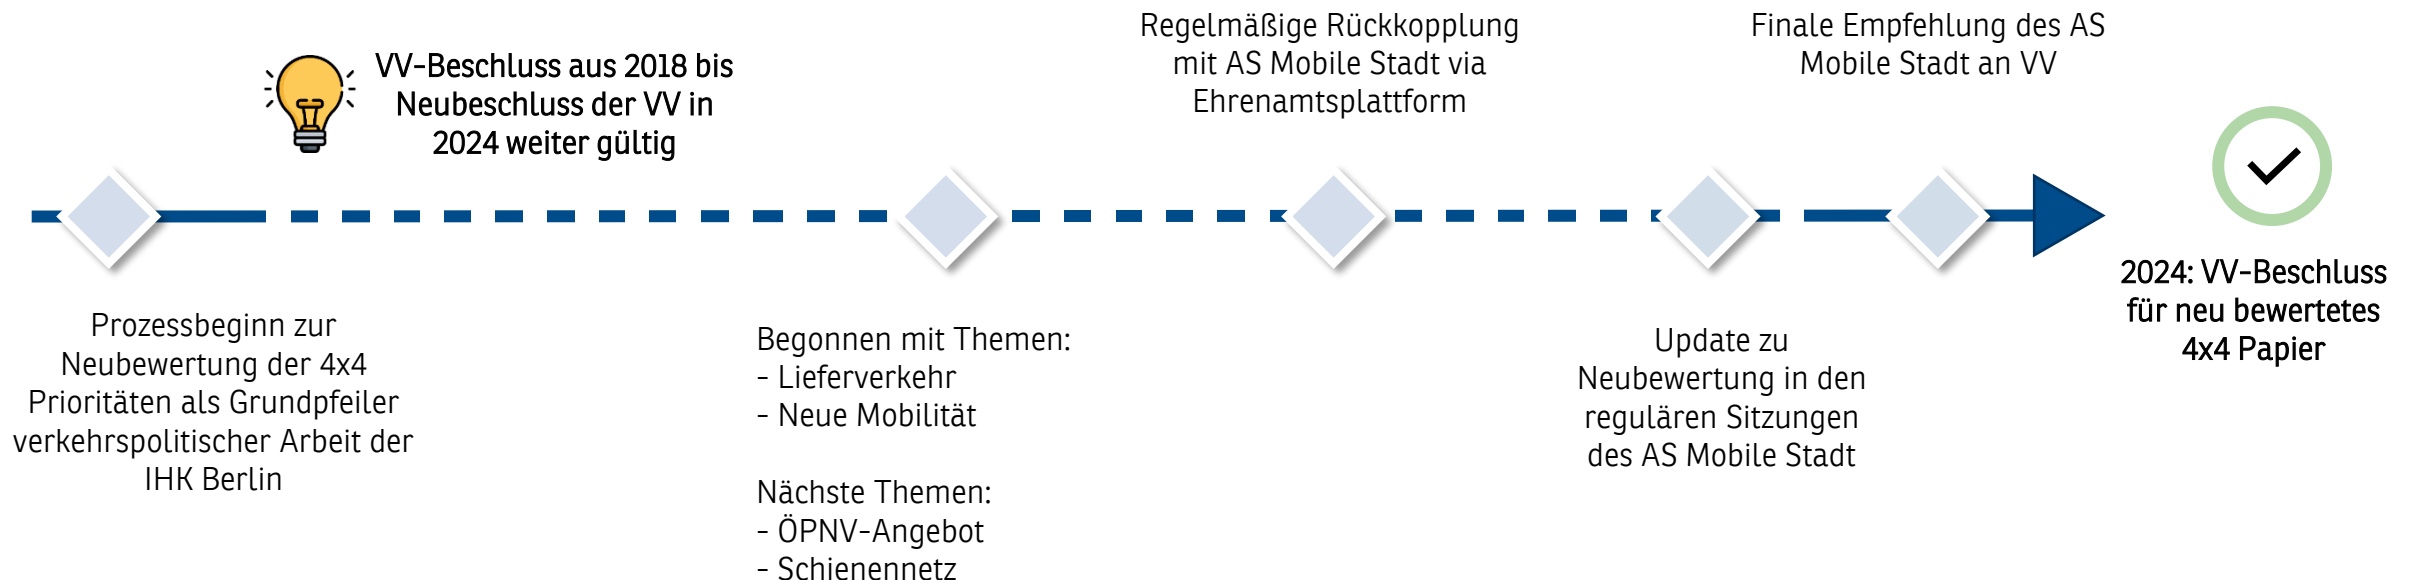 VV-Beschluss aus 2018 bis
Neubeschluss der VV in
2024 weiter gültig
Regelmäßige Rückkopplung
mit AS Mobile Stadt via
Ehrenamtsplattform
Finale Empfehlung des AS
Mobile Stadt an VV
Prozessbeginn zur
Neubewertung der 4x4
Prioritäten als Grundpfeiler
verkehrspolitischer Arbeit der
IHK Berlin
Begonnen mit Themen:
- Lieferverkehr
- Neue Mobilität
Nächste Themen:
- ÖPNV-Angebot
- Schienennetz
Update zu
Neubewertung in den
regulären Sitzungen
des AS Mobile Stadt
2024: VV-Beschluss
für neu bewertetes
4x4 Papier